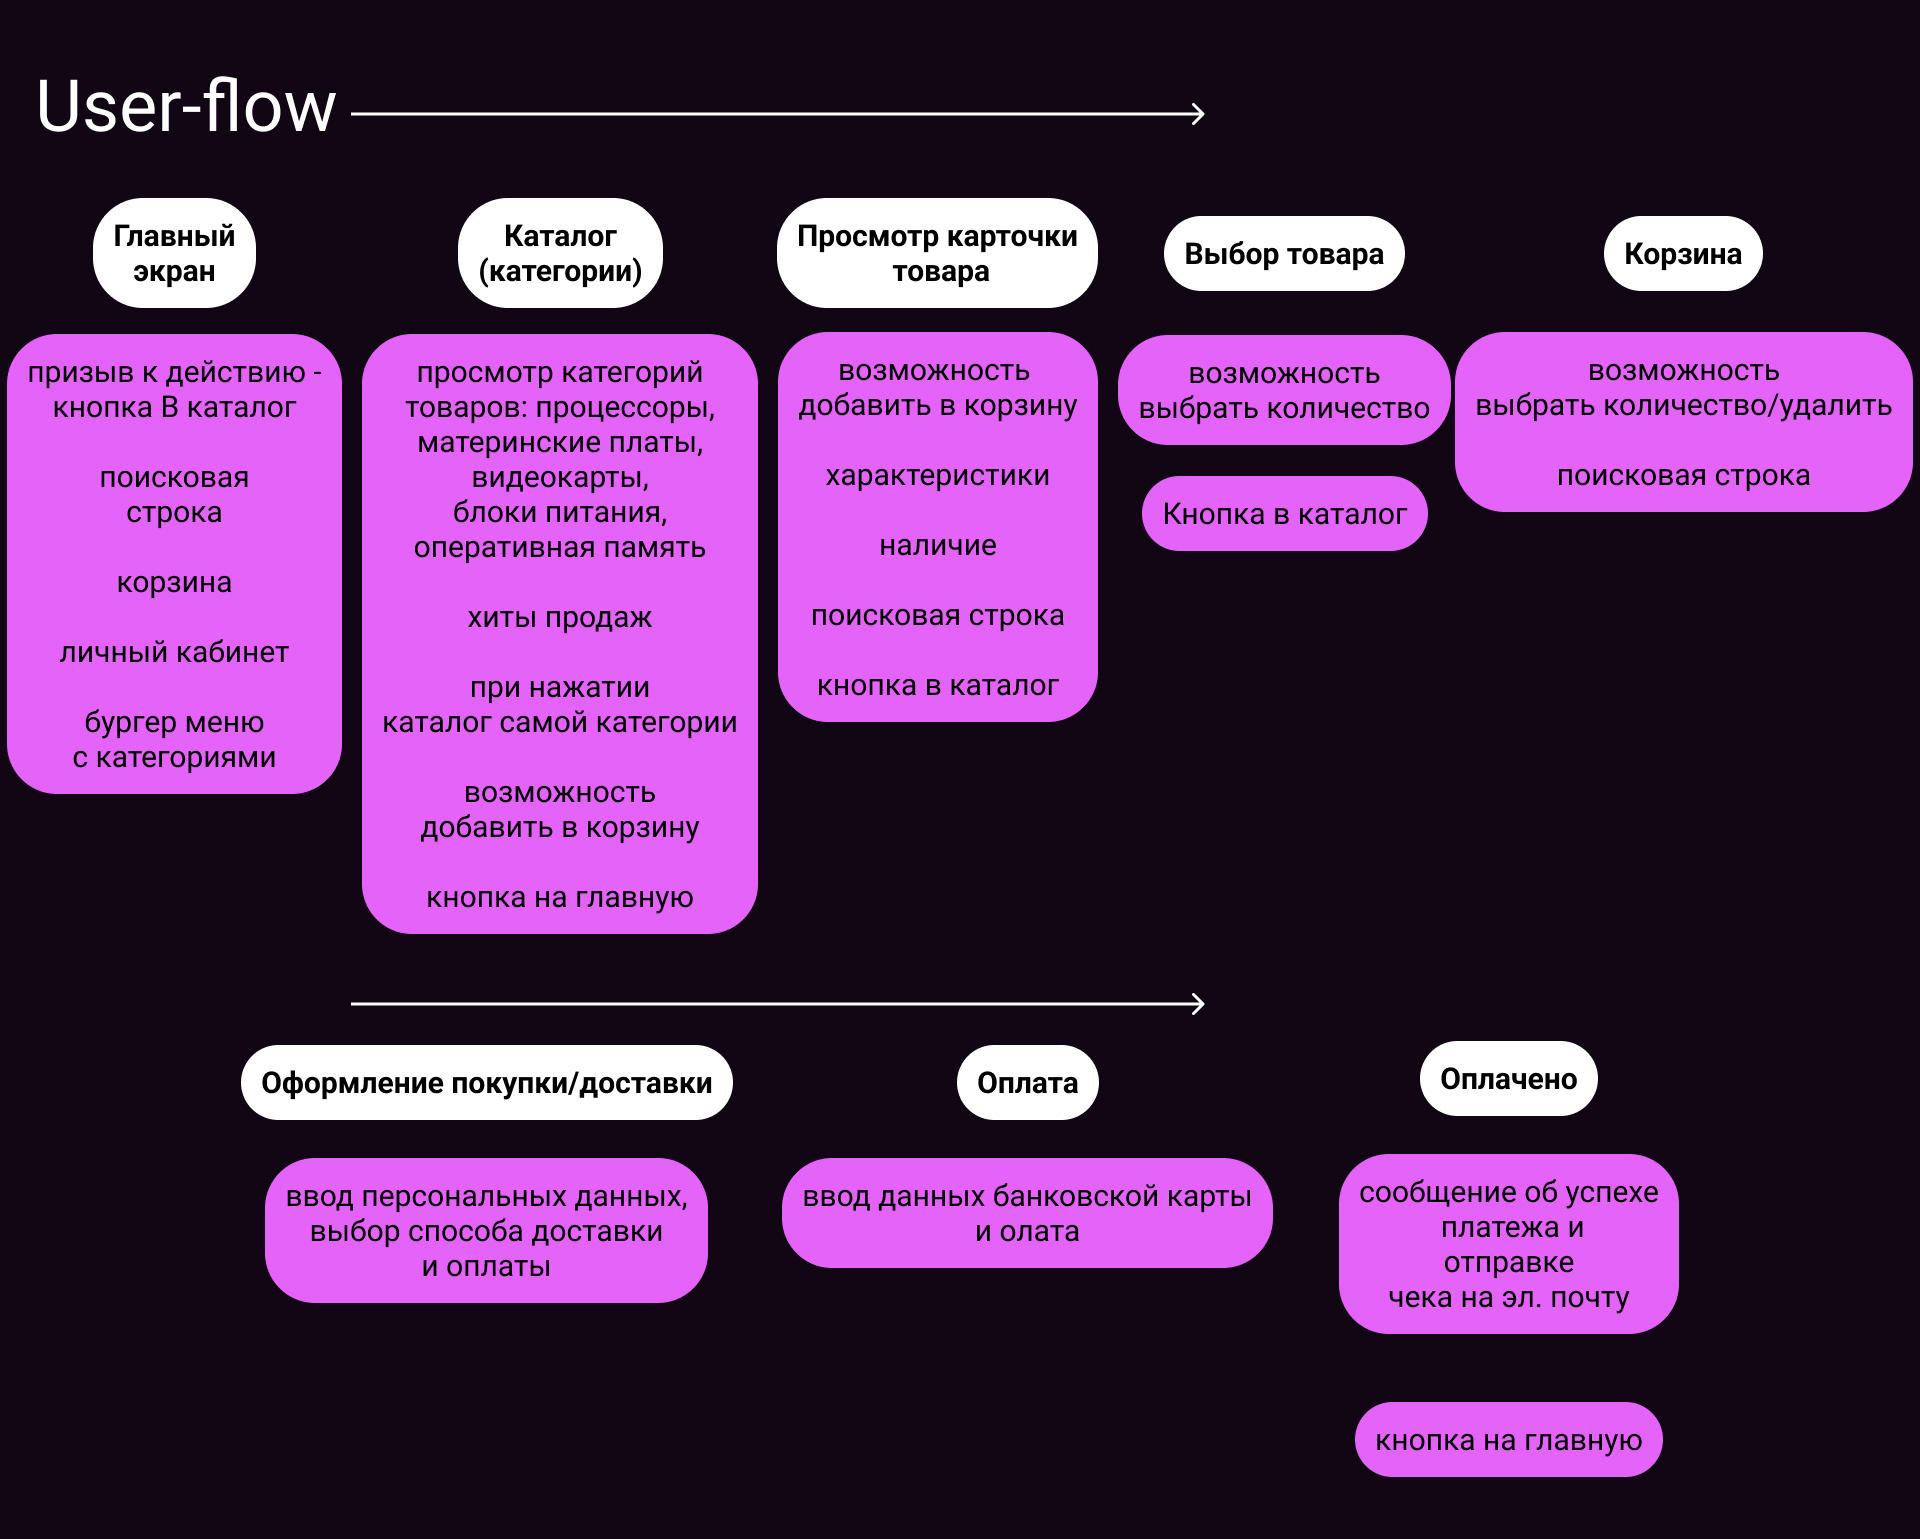 User-flow
Главный
экран
призыв к действию -
кнопка В каталог
поисковая
строка
корзина
личный кабинет
бургер меню
с категориями
Каталог
(категории)
просмотр категорий
товаров: процессоры,
материнские платы,
видеокарты,
блоки питания,
оперативная память
хиты продаж
при нажатии
каталог самой категории
возможность
добавить в корзину
кнопка на главную
Просмотр карточки
товара
возможность
добавить в корзину
характеристики
наличие
поисковая строка
кнопка в каталог
Выбор товара
возможность
выбрать количество
Кнопка в каталог
Корзина
возможность
выбрать количество/удалить
поисковая строка
Оформление покупки/доставки
ввод персональных данных,
выбор способа доставки
и оплаты
Оплата
ввод данных банковской карты
и олата
Оплачено
сообщение об успехе
платежа и
отправке
чека на эл. почту
кнопка на главную